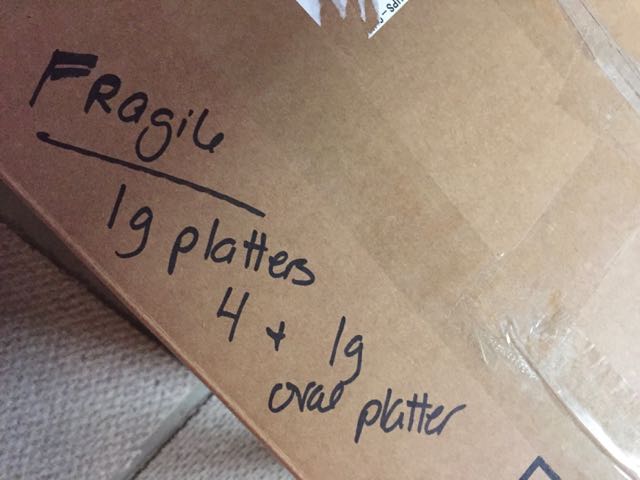 Fragile
lg platters
4 + lg
oval platter